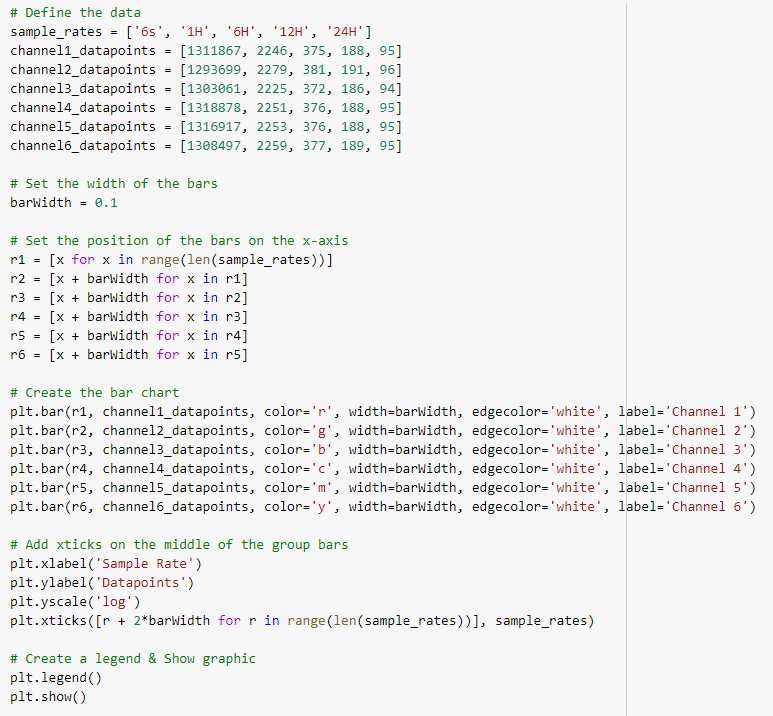 # Define the data
sample_rates = ['6s', '1H', '6H', '12H', '24H']
channel1_datapoints = [1311867, 2246, 375, 188, 95]
channel2_datapoints = [1293699, 2279, 381, 191, 96]
channel3_datapoints = [1303061, 2225, 372, 186, 94]
channel4_datapoints = [1318878, 2251, 376, 188, 95]
channel5_datapoints = [1316917, 2253, 376, 188, 95]
channel6_datapoints = [1308497, 2259, 377, 189, 95]

# Set the width of the bars
barWidth = 0.1

# Set the position of the bars on the x-axis
r1 = [x for x in range(len(sample_rates))]
r2 = [x + barWidth for x in r1]
r3 = [x + barWidth for x in r2]
r4 = [x + barWidth for x in r3]
r5 = [x + barWidth for x in r4]
r6 = [x + barWidth for x in r5]

# Create the bar chart
plt.bar(r1, channel1_datapoints, color='r', width=barWidth, edgecolor='white', label='Channel 1')
plt.bar(r2, channel2_datapoints, color='g', width=barWidth, edgecolor='white', label='Channel 2')
plt.bar(r3, channel3_datapoints, color='b', width=barWidth, edgecolor='white', label='Channel 3')
plt.bar(r4, channel4_datapoints, color='c', width=barWidth, edgecolor='white', label='Channel 4')
plt.bar(r5, channel5_datapoints, color='m', width=barWidth, edgecolor='white', label='Channel 5')
plt.bar(r6, channel6_datapoints, color='y', width=barWidth, edgecolor='white', label='Channel 6')

# Add xticks on the middle of the group bars
plt.xlabel('Sample Rate')
plt.ylabel('Datapoints')
plt.yscale('log')
plt.xticks([r + 2*barWidth for r in range(len(sample_rates))], sample_rates)

# Create a legend & Show graphic
plt.legend()
plt.show()